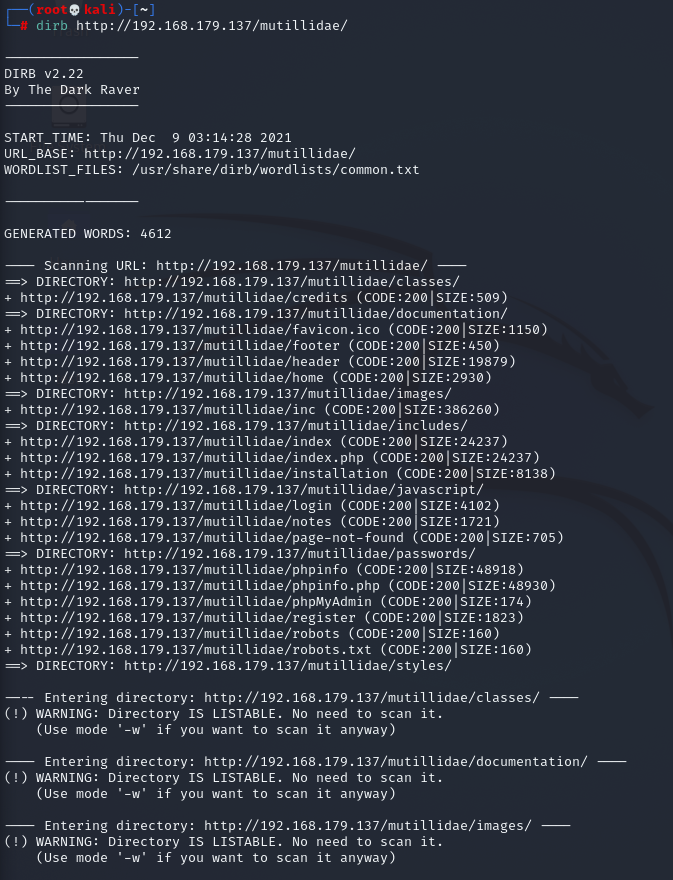 ┌──(root💀kali)-[~]
└─# dirb http://192.168.179.137/mutillidae/
-----------------
DIRB v2.22
By The Dark Raver
-----------------
START_TIME: Thu Dec  9 03:14:28 2021
URL_BASE: http://192.168.179.137/mutillidae/
WORDLIST_FILES: /usr/share/dirb/wordlists/common.txt
-----------------
GENERATED WORDS: 4612
---- Scanning URL: http://192.168.179.137/mutillidae/ ----
==> DIRECTORY: http://192.168.179.137/mutillidae/classes/
+ http://192.168.179.137/mutillidae/credits (CODE:200|SIZE:509)
==> DIRECTORY: http://192.168.179.137/mutillidae/documentation/
+ http://192.168.179.137/mutillidae/favicon.ico (CODE:200|SIZE:1150)
+ http://192.168.179.137/mutillidae/footer (CODE:200|SIZE:450)
+ http://192.168.179.137/mutillidae/header (CODE:200|SIZE:19879)
+ http://192.168.179.137/mutillidae/home (CODE:200|SIZE:2930)
==> DIRECTORY: http://192.168.179.137/mutillidae/images/
+ http://192.168.179.137/mutillidae/inc (CODE:200|SIZE:386260)
==> DIRECTORY: http://192.168.179.137/mutillidae/includes/
+ http://192.168.179.137/mutillidae/index (CODE:200|SIZE:24237)
+ http://192.168.179.137/mutillidae/index.php (CODE:200|SIZE:24237)
+ http://192.168.179.137/mutillidae/installation (CODE:200|SIZE:8138)
==> DIRECTORY: http://192.168.179.137/mutillidae/javascript/
+ http://192.168.179.137/mutillidae/login (CODE:200|SIZE:4102)
+ http://192.168.179.137/mutillidae/notes (CODE:200|SIZE:1721)
+ http://192.168.179.137/mutillidae/page-not-found (CODE:200|SIZE:705)
==> DIRECTORY: http://192.168.179.137/mutillidae/passwords/
+ http://192.168.179.137/mutillidae/phpinfo (CODE:200|SIZE:48918)
+ http://192.168.179.137/mutillidae/phpinfo.php (CODE:200|SIZE:48930)
+ http://192.168.179.137/mutillidae/phpMyAdmin (CODE:200|SIZE:174)
+ http://192.168.179.137/mutillidae/register (CODE:200|SIZE:1823)
+ http://192.168.179.137/mutillidae/robots (CODE:200|SIZE:160)
+ http://192.168.179.137/mutillidae/robots.txt (CODE:200|SIZE:160)
==> DIRECTORY: http://192.168.179.137/mutillidae/styles/
---- Entering directory: http://192.168.179.137/mutillidae/classes/ ----
(!) WARNING: Directory IS LISTABLE. No need to scan it.
    (Use mode '-w' if you want to scan it anyway)
---- Entering directory: http://192.168.179.137/mutillidae/documentation/ ----
(!) WARNING: Directory IS LISTABLE. No need to scan it.
    (Use mode '-w' if you want to scan it anyway)
---- Entering directory: http://192.168.179.137/mutillidae/images/ ----
(!) WARNING: Directory IS LISTABLE. No need to scan it.
    (Use mode '-w' if you want to scan it anyway)